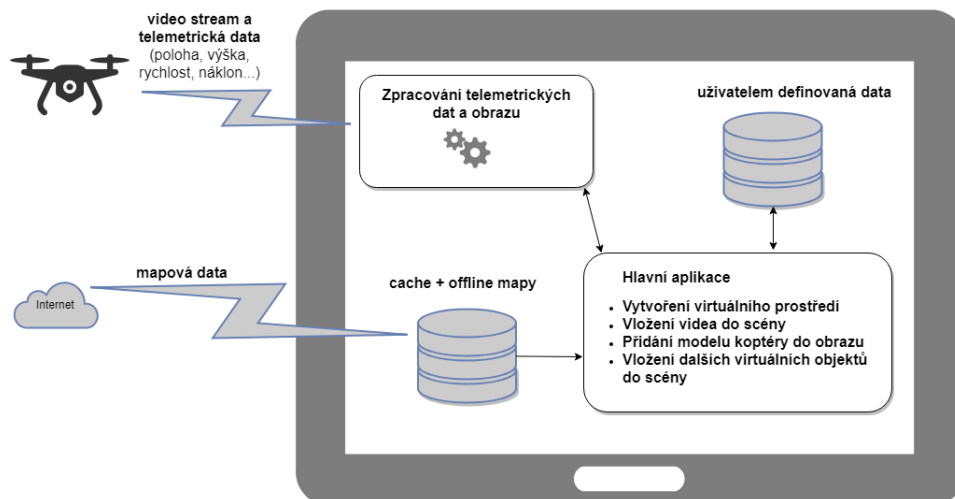 video stream a
telemetrická data
(poloha, výška,
rychlost, náklon...)
Zpracování telemetrických
dat a obrazu
uživatelem definovaná data
mapová data
Internet
cache + offline mapy
Hlavní aplikace
• Vytvoření virtuálního prostředí
• Vložení videa do scény
• Přidání modelu koptéry do obrazu
• Vložení dalších virtuálních objektů
do scény